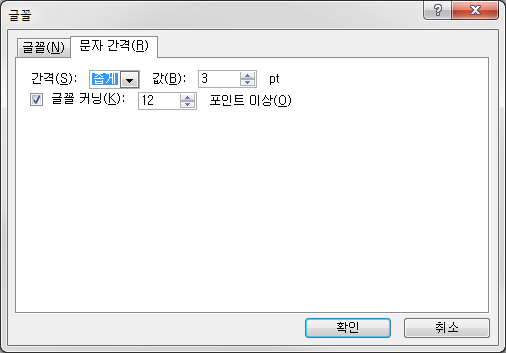 글꼴
글꼴(N) 문자 간격(R)
간격(S): 좁게 값(B): 3 pt
글꼴 커닝(K): 12 포인트 이상(O)
확인 취소